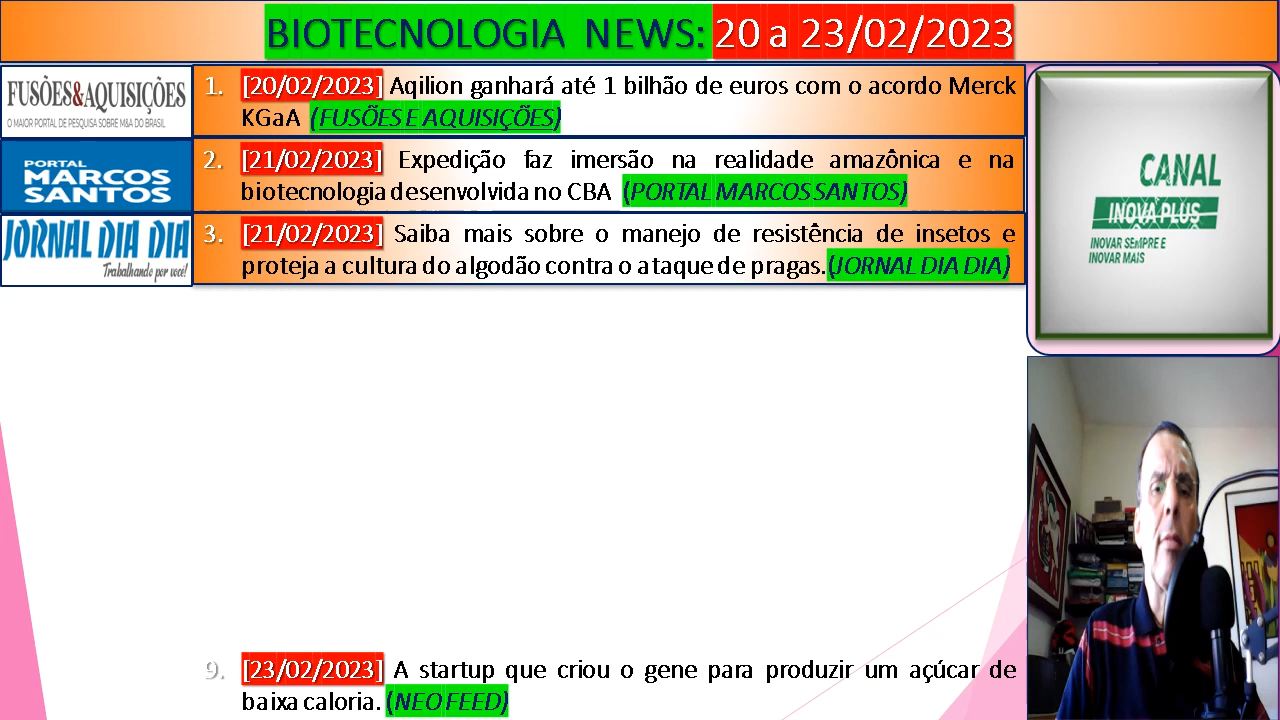 BIOTECNOLOGIA NEWS: 20 a 23/02/2023
FUSÕES&AQUISIÇÕES
O MAIOR PORTAL DE PESQUISA SOBRE M&A DO BRASIL
1. [20/02/2023] Aqilion ganhará até 1 bilhão de euros com o acordo Merck
KGaA (FUSÕES E AQUISIÇÕES)
PORTAL
MARCOS
SANTOS
2. [21/02/2023] Expedição faz imersão na realidade amazônica e na
biotecnologia desenvolvida no CBA (PORTAL MARCOS SANTOS)
JORNAL DIA DIA
Trabalhando por você!
3. [21/02/2023] Saiba mais sobre o manejo de resistência de insetos e
proteja a cultura do algodão contra o ataque de pragas.(JORNAL DIA DIA)
9. [23/02/2023] A startup que criou o gene para produzir um açúcar de
baixa caloria. (NEO FEED)
CANAL
INOVA PLUS
INOVAR SEMPRE E
INOVAR MAIS